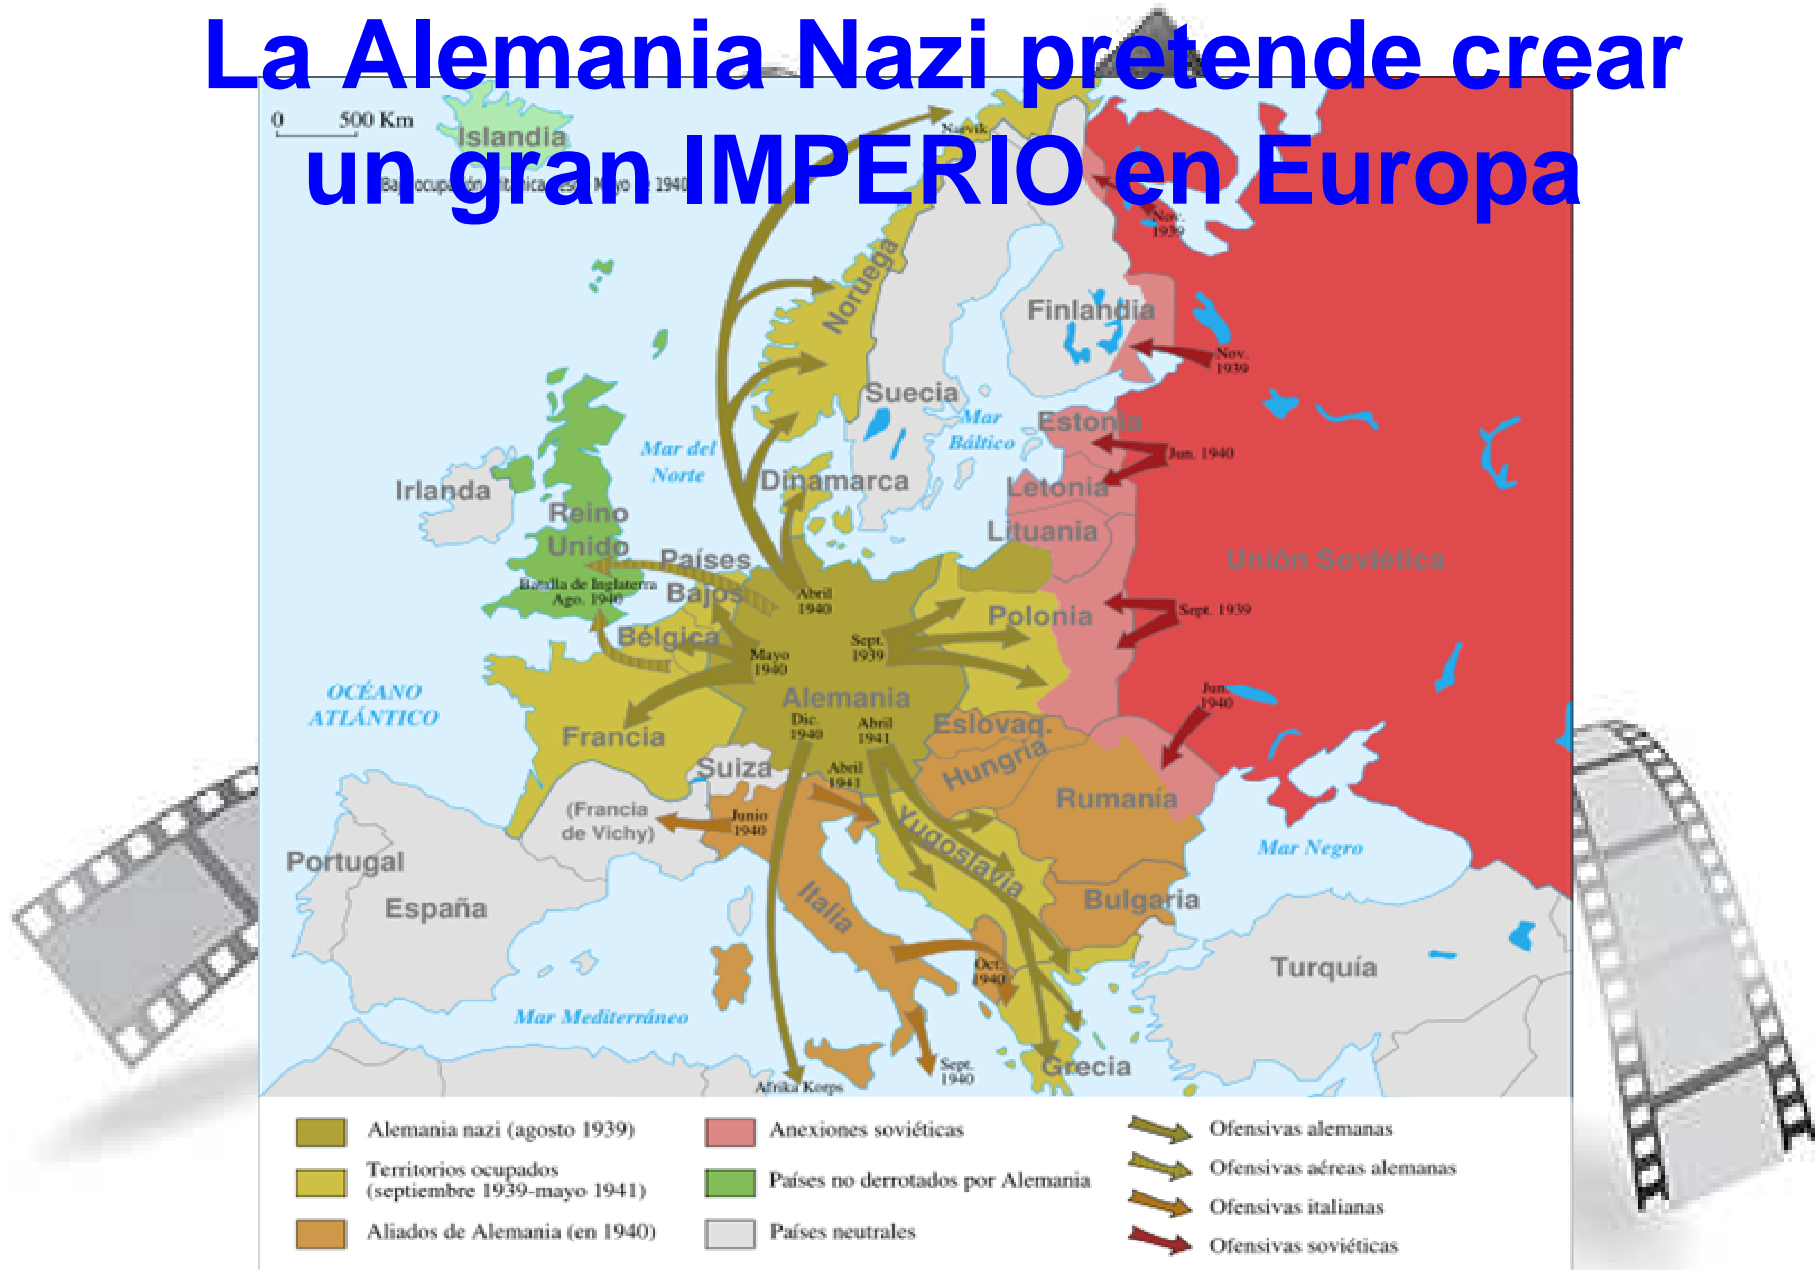 La Alemania Nazi pretende crear
un gran IMPERIO en Europa
0 500 Km
Islandia
Narvik
Nov.
1939
Noruega
Finlandia
Nov.
1939
Suecia
Mar
Báltico
Estonia
Jun. 1940
Mar del
Norte
Dinamarca
Letonia
Irlanda
Reino
Unido
Lituania
Países
Bajos
Unión Soviética
Batalla de Inglaterra
Ago. 1940
Abril
1940
Polonia
Sept. 1939
Bélgica
Mayo
1940
Sept.
1939
OCÉANO
ATLÁNTICO
Alemania
Jun.
1940
Dic.
1940
Abril
1941
Eslovaq.
Francia
Hungría
Suiza
Abril
1941
Rumanía
(Francia
de Vichy)
Junio
1940
Yugoslavia
Mar Negro
Portugal
España
Italia
Bulgaria
Oct.
1940
Turquía
Mar Mediterráneo
Sept.
1940
Grecia
Afrika Korps
Alemania nazi (agosto 1939)
Territorios ocupados
(septiembre 1939-mayo 1941)
Aliados de Alemania (en 1940)
Anexiones soviéticas
Países no derrotados por Alemania
Países neutrales
Ofensivas alemanas
Ofensivas aéreas alemanas
Ofensivas italianas
Ofensivas soviéticas